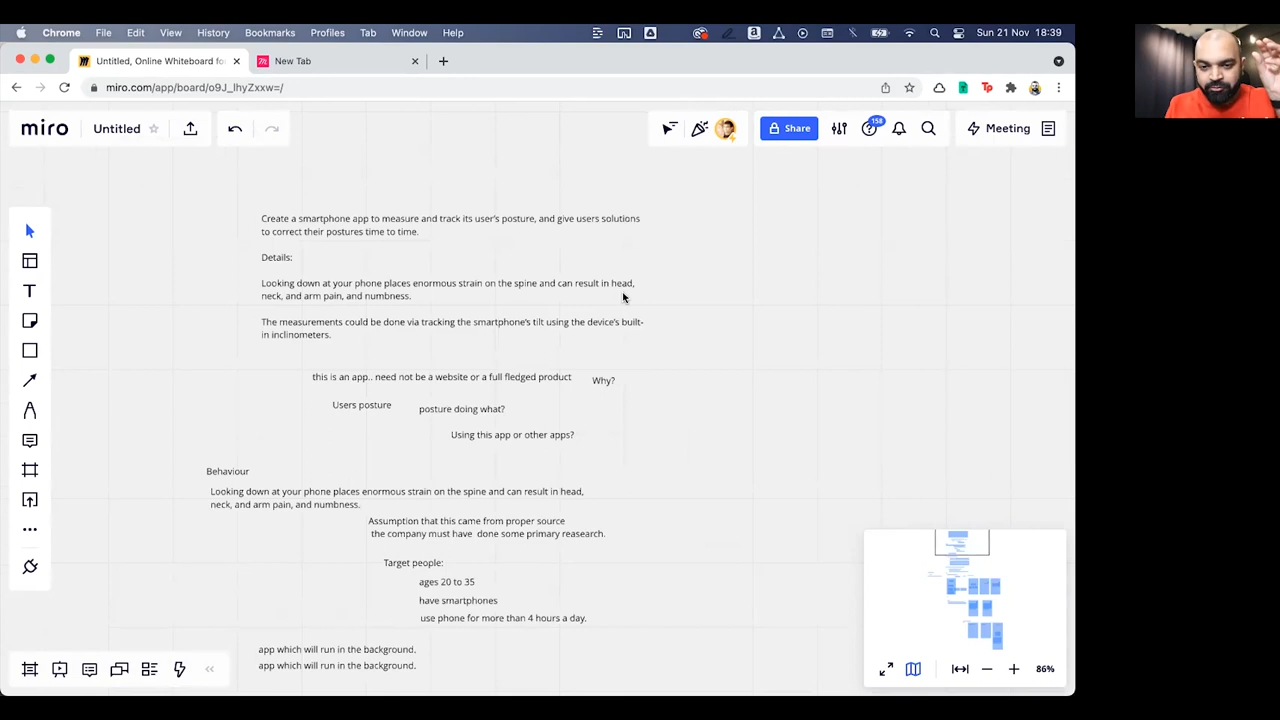 Chrome File Edit View History Bookmarks Profiles Tab Window Help Sun 21 Nov 18:39
Untitled, Online Whiteboard fo New Tab
miro.com/app/board/o9J_lhyZxxw=/
miro Untitled Share 158 Meeting
Create a smartphone app to measure and track its user's posture, and give users solutions
to correct their postures time to time.
Details:
Looking down at your phone places enormous strain on the spine and can result in head,
neck, and arm pain, and numbness.
The measurements could be done via tracking the smartphone's tilt using the device's built-
in inclinometers.
this is an app.. need not be a website or a full fledged product Why?
Users posture posture doing what?
Using this app or other apps?
Behaviour
Looking down at your phone places enormous strain on the spine and can result in head,
neck, and arm pain, and numbness.
Assumption that this came from proper source
the company must have done some primary reasearch.
Target people:
ages 20 to 35
have smartphones
use phone for more than 4 hours a day.
app which will run in the background.
app which will run in the background.
86%